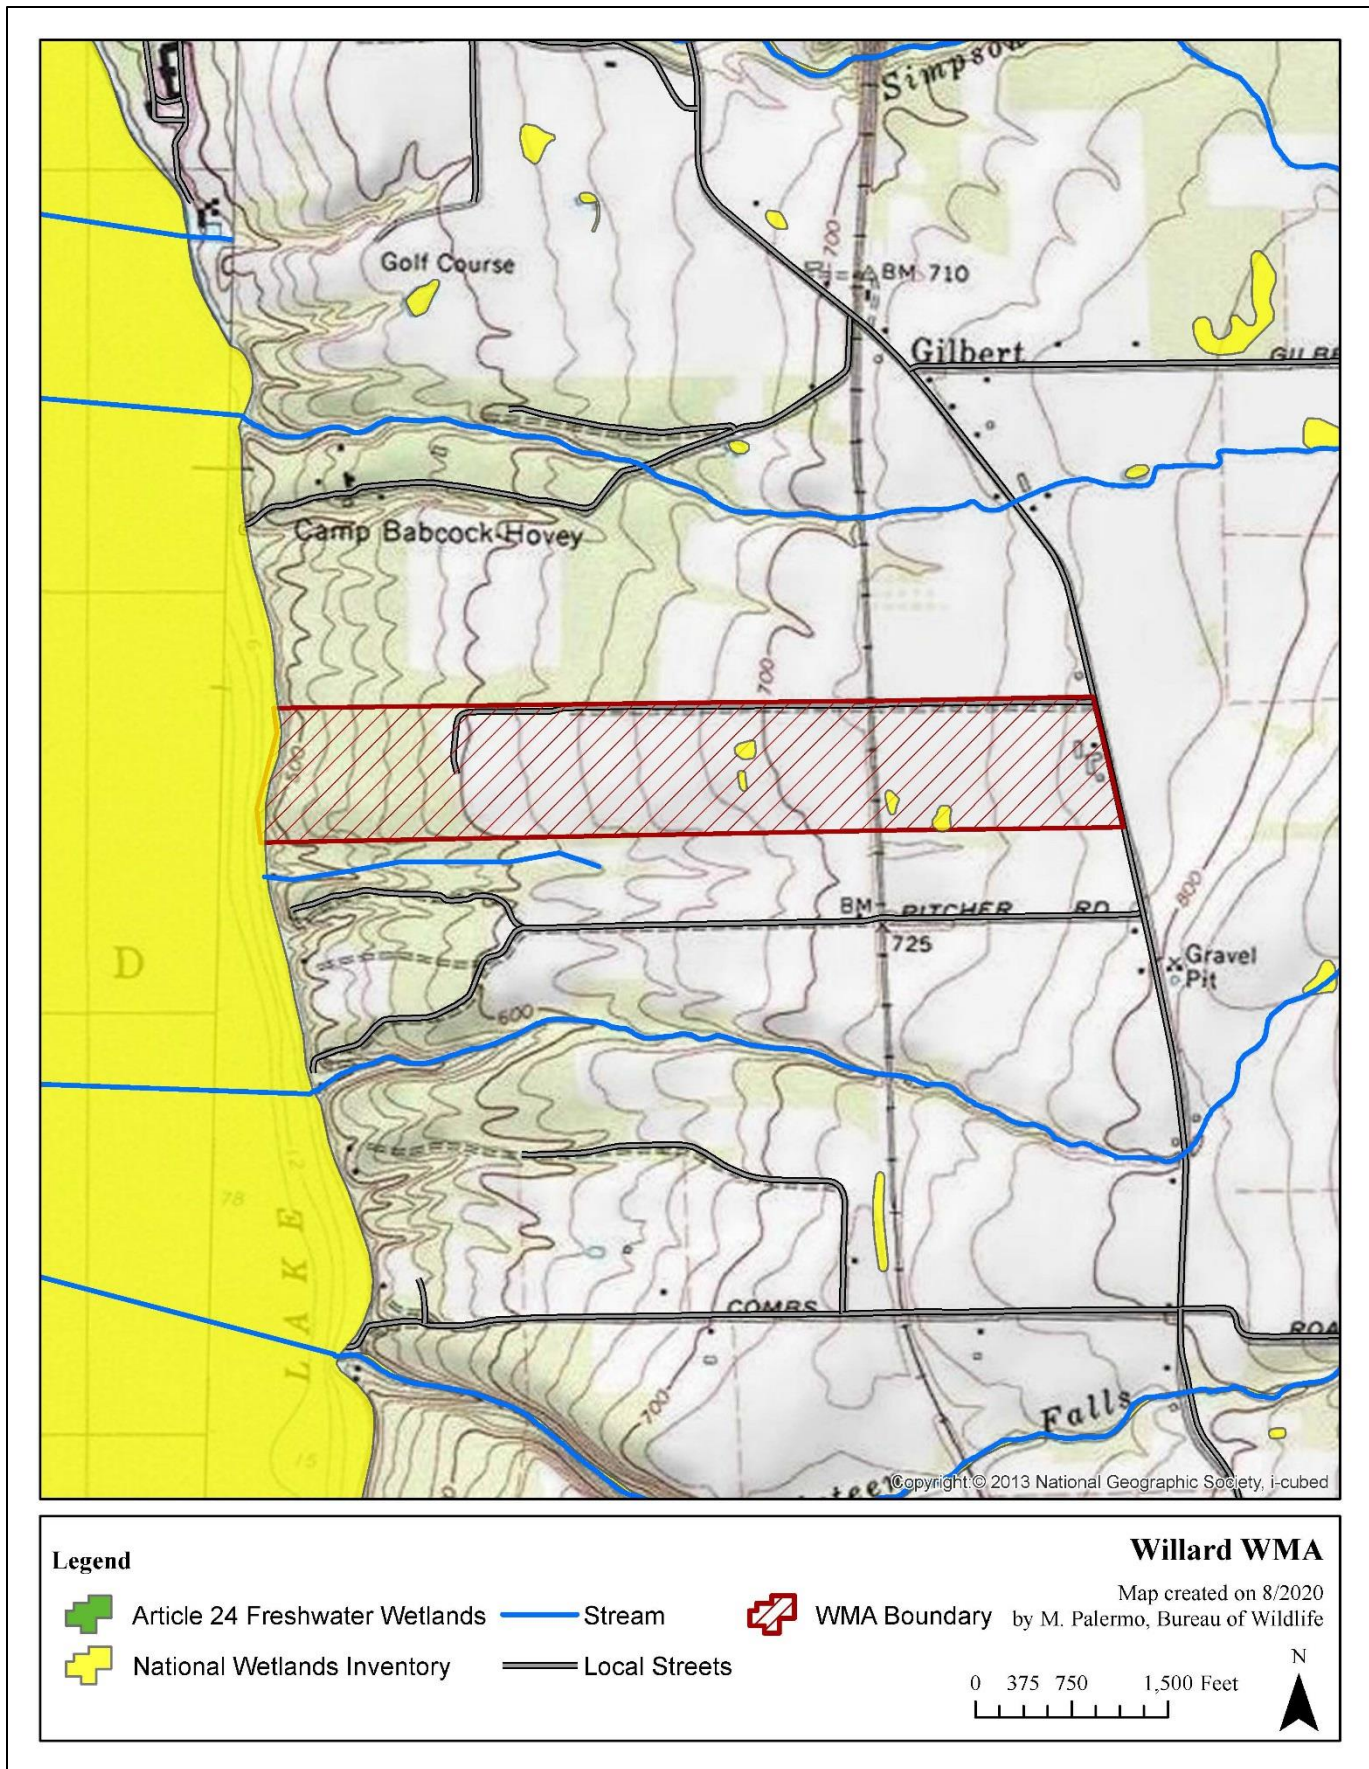 Simpson
700
Golf Course
BM 710
Gilbert
Camp Babcock-Hovey
9
700
500
BM
PITCHER RD
725
800
Gravel
Pit
D
600
21
78
LAKE
COMBS
ROA
700
Falls
15
Copyright:© 2013 National Geographic Society, i-cubed
Legend
Willard WMA
Map created on 8/2020
by M. Palermo, Bureau of Wildlife
Article 24 Freshwater Wetlands
Stream
WMA Boundary
National Wetlands Inventory
Local Streets
N
0 375 750 1,500 Feet